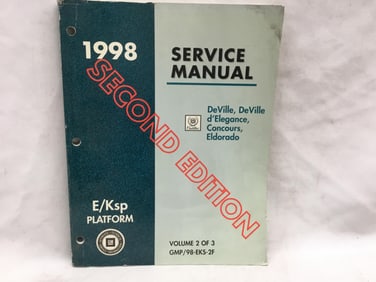 1998
SERVICE
MANUAL
SECOND EDITION
DeVille, DeVille
d'Elegance,
Concours,
Eldorado
E/Ksp
PLATFORM
VOLUME 2 OF 3
GMP/98-EKS-2F